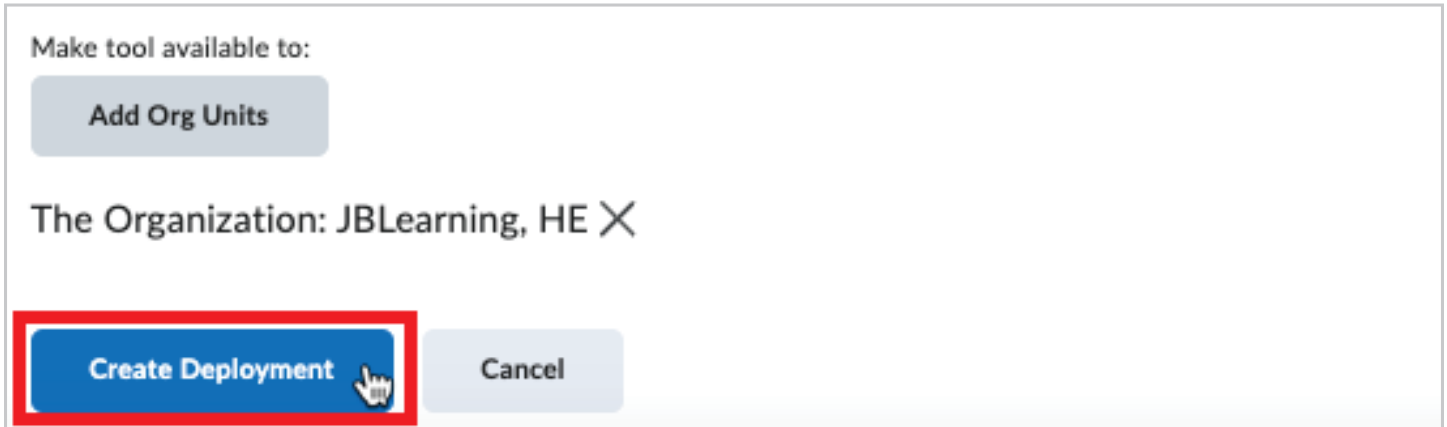 Make tool available to:
Add Org Units
The Organization: JBLearning, HE
Create Deployment
Cancel